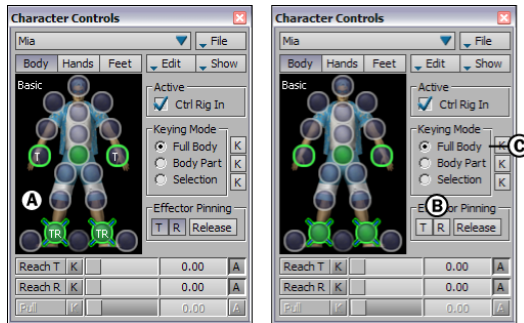 Character Controls
Mia
File
Body Hands Feet Edit Show
Basic
Active
Ctrl Rig In
Keying Mode
Full Body K
Body Part K
Selection K
T T
A
Effector Pinning
T R Release
TR TR
Reach T K 0.00 A
Reach R K 0.00 A
Pull K 0.00 A
Character Controls
Mia
File
Body Hands Feet Edit Show
Basic
Active
Ctrl Rig In
Keying Mode
Full Body K C
Body Part K
Selection K
B
Effector Pinning
T R Release
Reach T K 0.00 A
Reach R K 0.00 A
Pull K 0.00 A